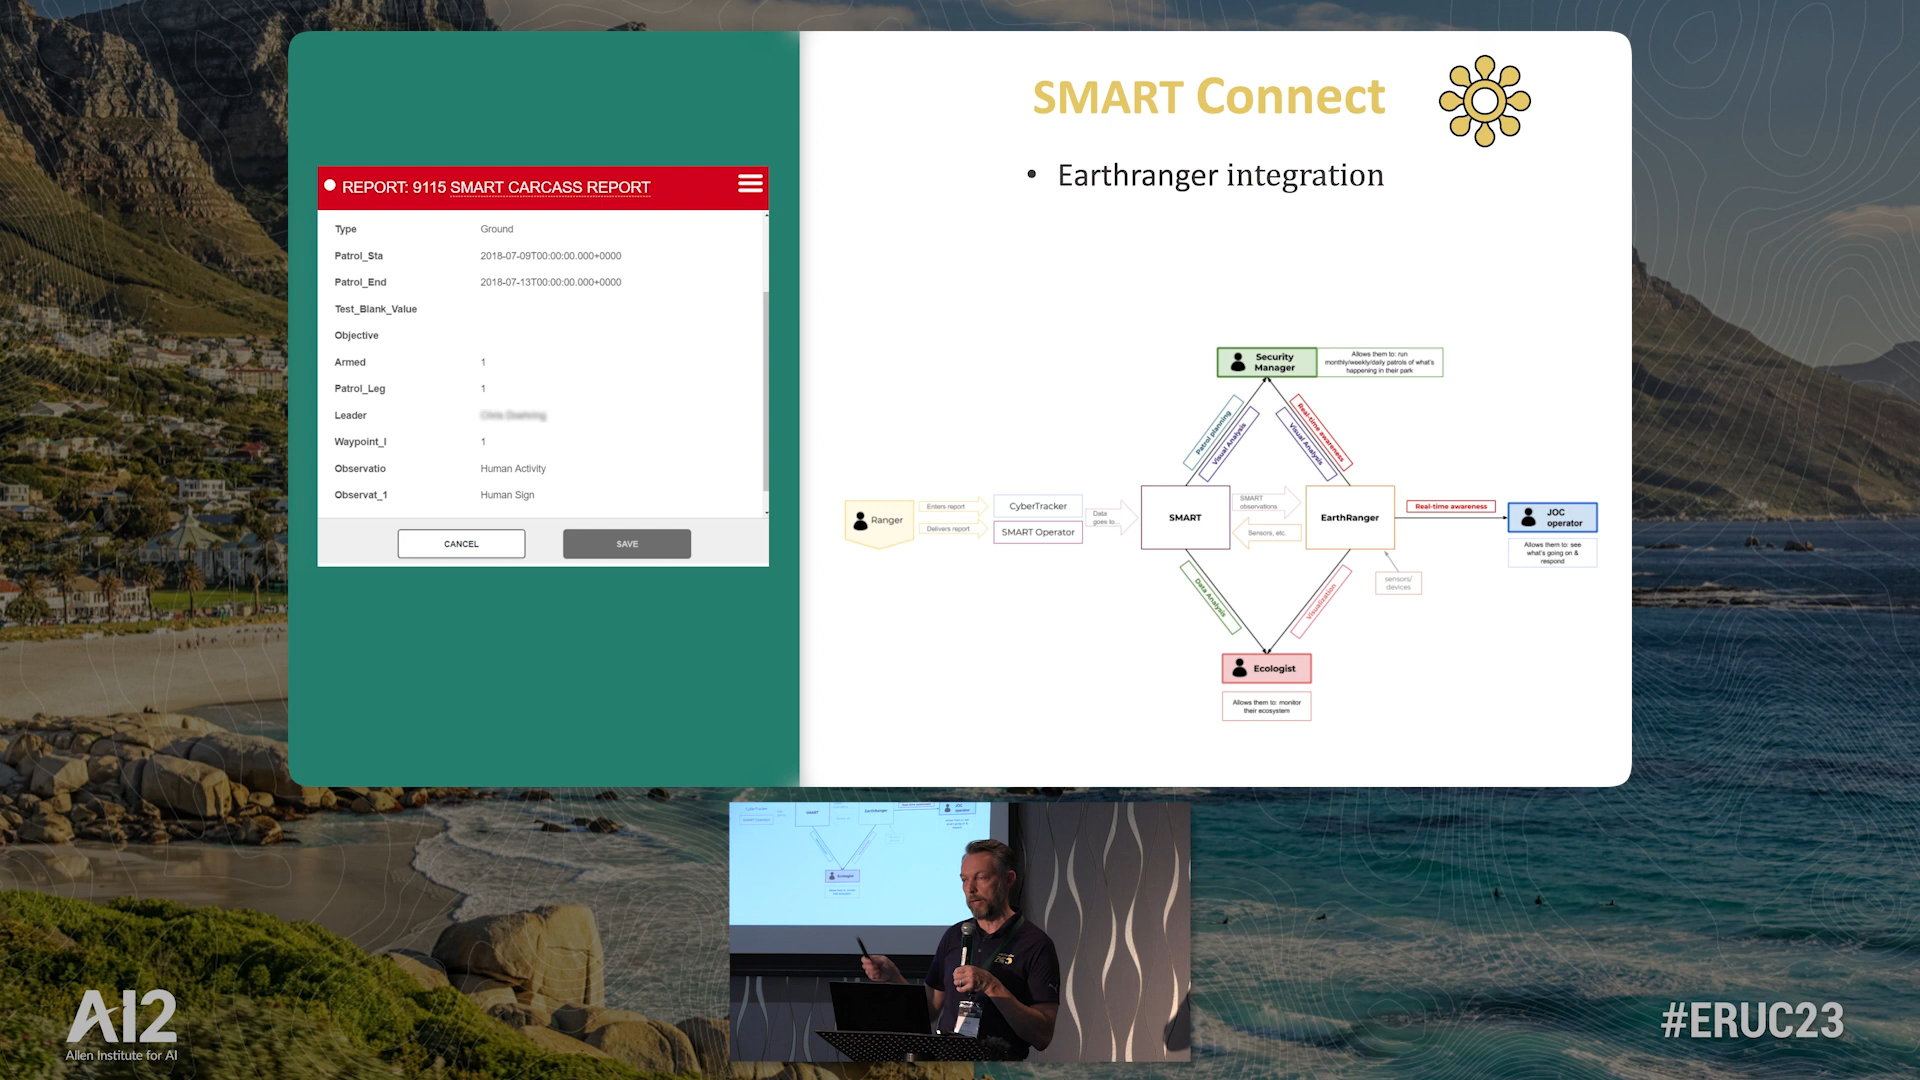 SMART Connect
• Earthranger integration
REPORT: 9115 SMART CARCASS REPORT
Type Ground
Patrol_Sta 2018-07-09T00:00:00.000+0000
Patrol_End 2018-07-13T00:00:00.000+0000
Test_Blank_Value
Objective
Armed 1
Patrol_Leg 1
Leader
Waypoint_I 1
Observatio Human Activity
Observat_1 Human Sign
CANCEL SAVE
Security
Manager
Allows them to: run
monthly/weekly/daily patrols of what's
happening in their park
Patrol planning
Visual Analysis
Visual Analysis
Real-time awareness
Ranger
Enters report
Delivers report
CyberTracker
SMART Operator
Data
goes to...
SMART
SMART
observations
Sensors, etc.
EarthRanger
Real-time awareness
JOC
operator
Allows them to: see
what's going on &
respond
sensors/
devices
Data Analysis
Visualization
Ecologist
Allows them to: monitor
their ecosystem
AI2
Allen Institute for AI
#ERUC23